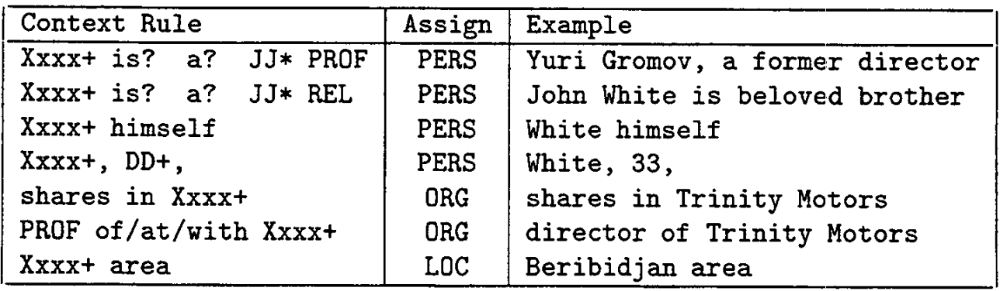 Context Rule Assign Example
Xxxx+ is? a? JJ* PROF PERS Yuri Gromov, a former director
Xxxx+ is? a? JJ* REL PERS John White is beloved brother
Xxxx+ himself PERS White himself
Xxxx+, DD+, PERS White, 33,
shares in Xxxx+ ORG shares in Trinity Motors
PROF of/at/with Xxxx+ ORG director of Trinity Motors
Xxxx+ area LOC Beribidjan area